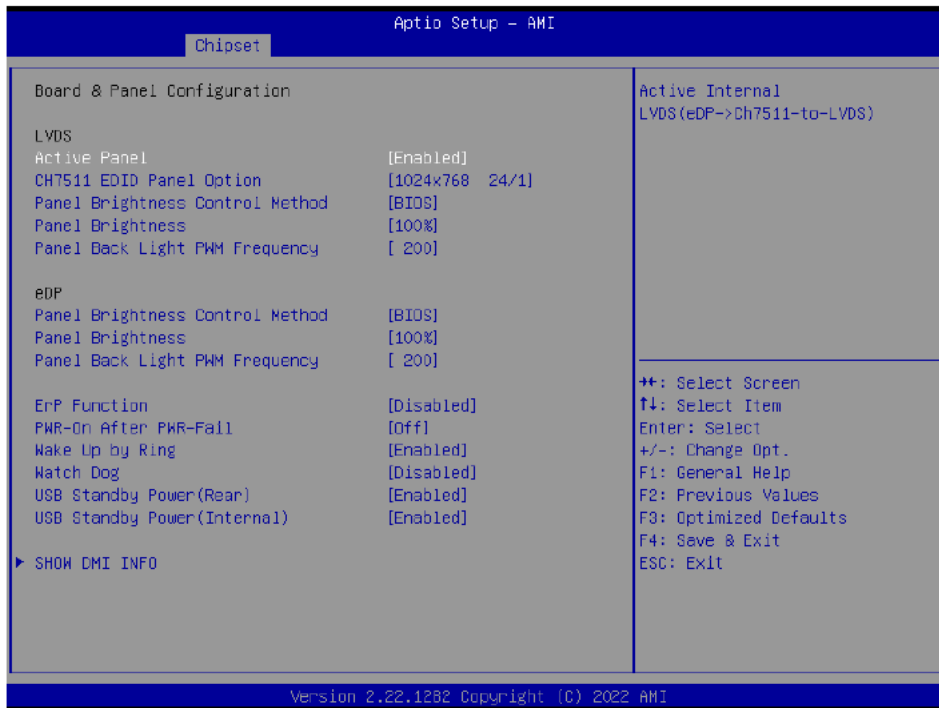 Aptio Setup – AMI
Chipset
Board & Panel Configuration
LVDS
Active Panel [Enabled]
CH7511 EDID Panel Option [1024x768 24/1]
Panel Brightness Control Method [BIOS]
Panel Brightness [100%]
Panel Back Light PWM Frequency [ 200]
eDP
Panel Brightness Control Method [BIOS]
Panel Brightness [100%]
Panel Back Light PWM Frequency [ 200]
ErP Function [Disabled]
PWR-On After PWR-Fail [Off]
Wake Up by Ring [Enabled]
Watch Dog [Disabled]
USB Standby Power(Rear) [Enabled]
USB Standby Power(Internal) [Enabled]
▶ SHOW DMI INFO
Active Internal
LVDS(eDP->Ch7511-to-LVDS)
→←: Select Screen
↑↓: Select Item
Enter: Select
+/-: Change Opt.
F1: General Help
F2: Previous Values
F3: Optimized Defaults
F4: Save & Exit
ESC: Exit
Version 2.22.1282 Copyright (C) 2022 AMI